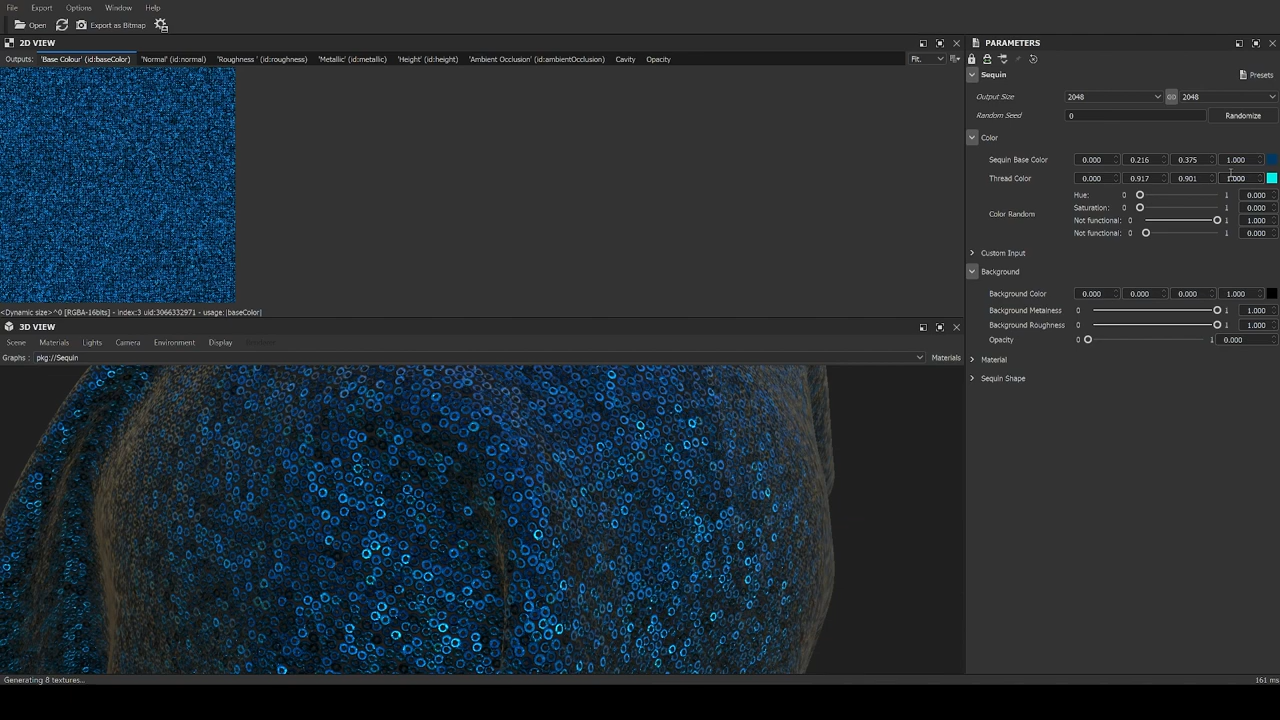 File Export Options Window Help
Open Export as Bitmap
2D VIEW
Outputs: 'Base Colour' (id:baseColor) 'Normal' (id:normal) 'Roughness ' (id:roughness) 'Metallic' (id:metallic) 'Height' (id:height) 'Ambient Occlusion' (id:ambientOcclusion) Cavity Opacity Fit.
<Dynamic size>^0 [RGBA-16bits] - index:3 uid:3066332971 - usage: |baseColor|
3D VIEW
Scene Materials Lights Camera Environment Display
Graphs : pkg://Sequin Materials
Generating 8 textures... 161 ms
PARAMETERS
Sequin Presets
Output Size 2048 2048
Random Seed 0 Randomize
Color
Sequin Base Color 0.000 0.216 0.375 1.000
Thread Color 0.000 0.917 0.901 1.000
Color Random
Hue: 0 1 0.000
Saturation: 0 1 0.000
Not functional: 0 1 1.000
Not functional: 0 1 0.000
Custom Input
Background
Background Color 0.000 0.000 0.000 1.000
Background Metalness 0 1 1.000
Background Roughness 0 1 1.000
Opacity 0 1 0.000
Material
Sequin Shape